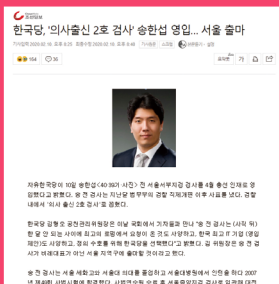 한국당, '의사출신 2호 검사' 송한섭 영입... 서울 출마
154
36
가
자유한국당이 10일 송한섭(40·39기·사진) 전 서울서부지검 검사를 4월 총선 인재로 영
입했다고 밝혔다. 송 전 검사는 지난달 법무부의 검찰 직제개편 이후 사표를 냈다. 검찰
내에서 '의사 출신 2호 검사'로 꼽힌다.
한국당 김형오 공천관리위원장은 이날 국회에서 기자들과 만나 "송 전 검사는 (사직 뒤)
한 달 안 되는 사이에 최고의 로펌에서 요청이 온 것도 사양하고, 한국 최고 IT기업 (영입
제안)도 사양하고, 정의 수호를 위해 한국당을 선택했다"고 밝혔다. 김 위원장은 송 전 검
사가 비례대표가 아닌 서울 지역구에 출마할 것이라고 했다.
송 전 검사는 서울 세화고와 서울대 의대를 졸업하고 서울대병원에서 인턴을 하다 2007